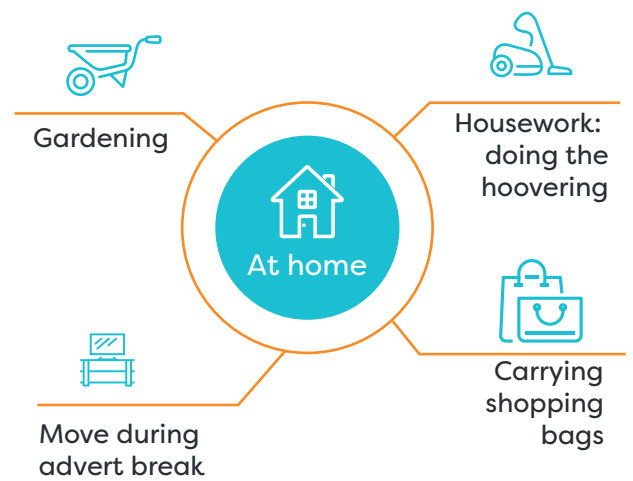 Gardening
Housework:
doing the
hoovering
At home
Move during
advert break
Carrying
shopping
bags